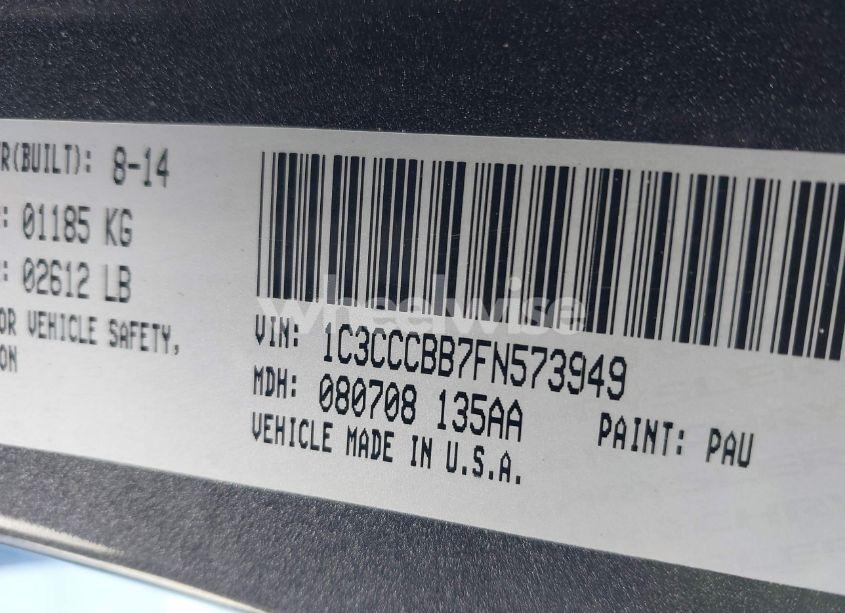 R(BUILT): 8-14
: 01185 KG
: 02612 LB
OR VEHICLE SAFETY,
ON
wheelwise
VIN: 1C3CCCBB7FN573949
MDH: 080708 135AA
PAINT: PAU
VEHICLE MADE IN U.S.A.